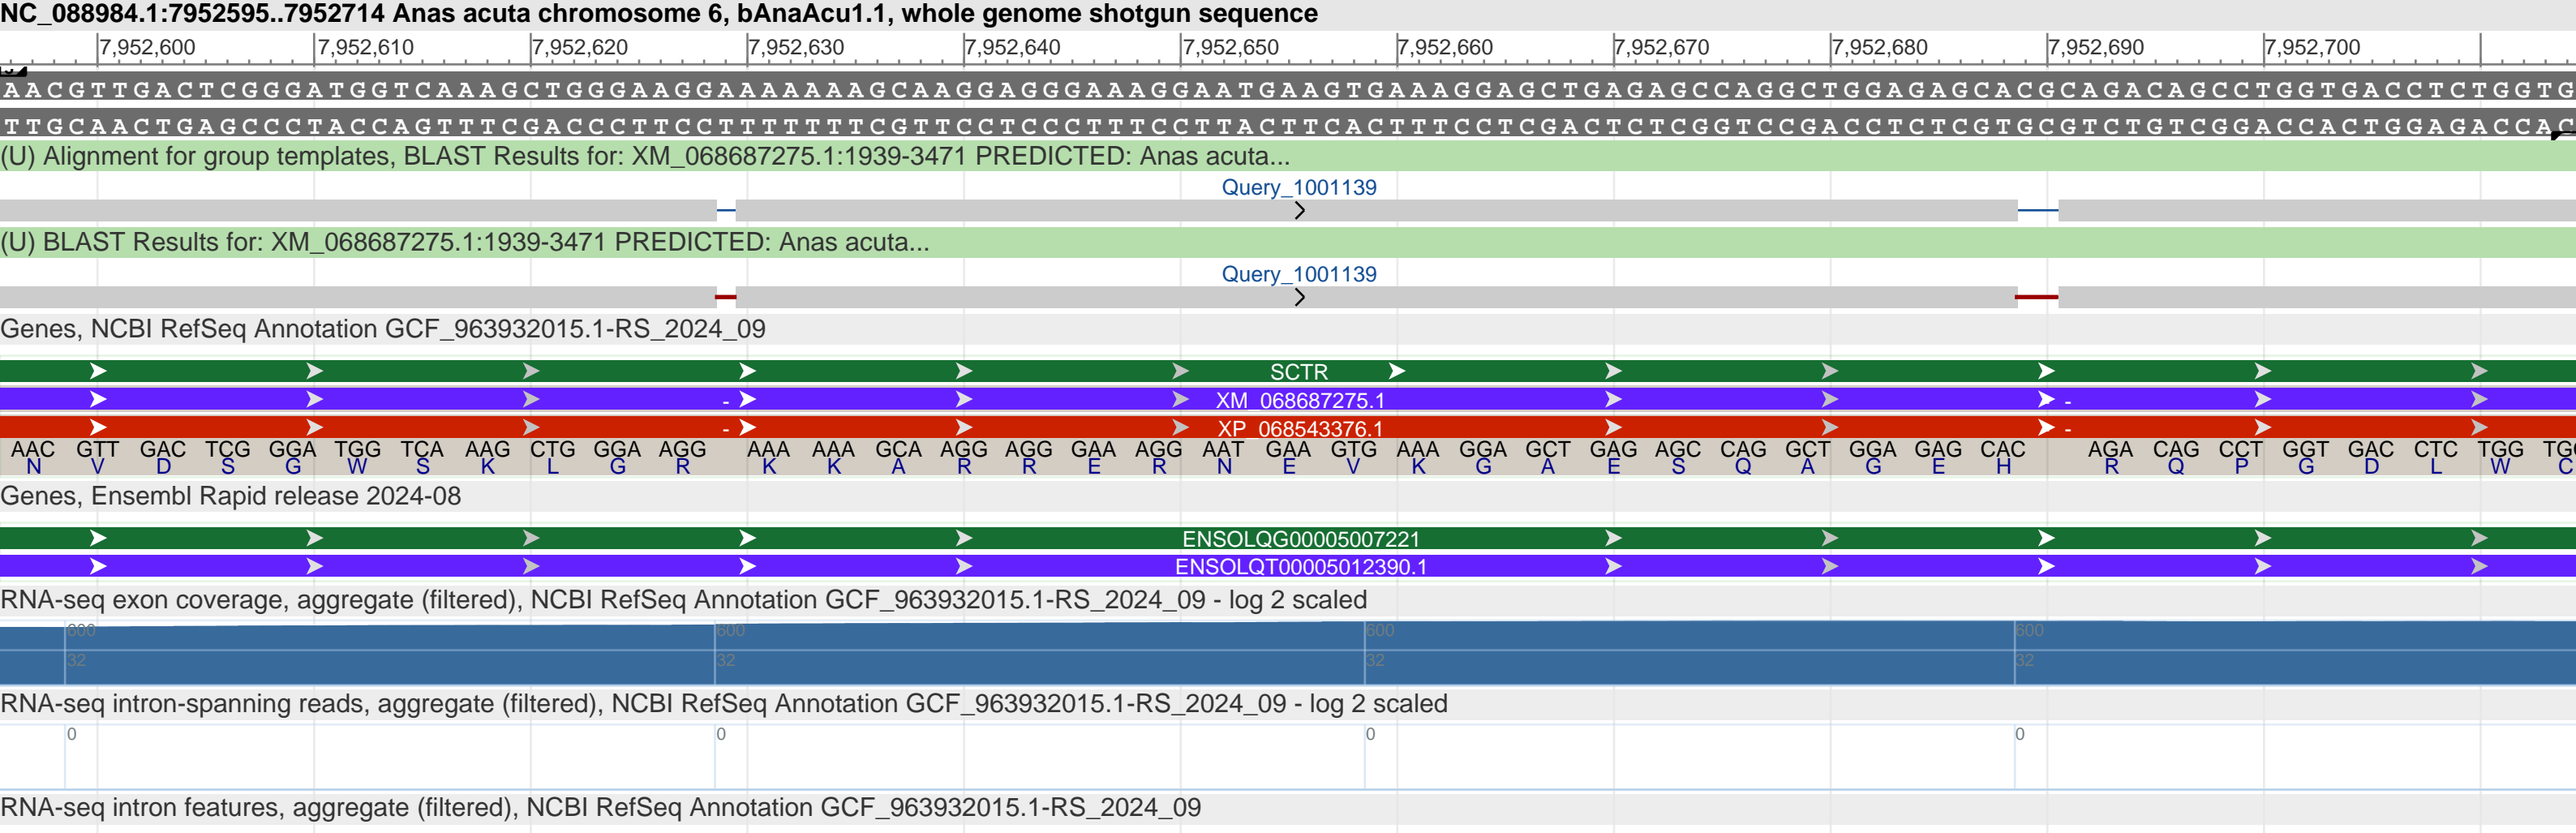 NC_088984.1:7952595..7952714 Anas acuta chromosome 6, bAnaAcu1.1, whole genome shotgun sequence
7,952,600 7,952,610 7,952,620 7,952,630 7,952,640 7,952,650 7,952,660 7,952,670 7,952,680 7,952,690 7,952,700
AACGTTGACTCGGGATGGTCAAAGCTGGGAAGGAAAAAAAGCAAGGAGGGAAAGGAATGAAGTGAAAGGAGCTGAGAGCCAGGCTGGAGAGCACGCAGACAGCCTGGTGACCTCTGGTG
TTGCAACTGAGCCCTACCAGTTTCGACCCTTCCTTTTTTTCGTTCCTCCCTTTCCTTACTTCACTTTCCTCGACTCTCGGTCCGACCTCTCGTGCGTCTGTCGGACCACTGGAGACCAC
(U) Alignment for group templates, BLAST Results for: XM_068687275.1:1939-3471 PREDICTED: Anas acuta...
Query_1001139
(U) BLAST Results for: XM_068687275.1:1939-3471 PREDICTED: Anas acuta...
Query_1001139
Genes, NCBI RefSeq Annotation GCF_963932015.1-RS_2024_09
SCTR
- XM_068687275.1 -
- XP_068543376.1 -
AAC GTT GAC TCG GGA TGG TCA AAG CTG GGA AGG AAA AAA GCA AGG AGG GAA AGG AAT GAA GTG AAA GGA GCT GAG AGC CAG GCT GGA GAG CAC AGA CAG CCT GGT GAC CTC TGG
N V D S G W S K L G R K K A R R E R N E V K G A E S Q A G E H R Q P G D L W C
Genes, Ensembl Rapid release 2024-08
ENSOLQG00005007221
ENSOLQT00005012390.1
RNA-seq exon coverage, aggregate (filtered), NCBI RefSeq Annotation GCF_963932015.1-RS_2024_09 - log 2 scaled
600 600 600 600
32 32 32 32
RNA-seq intron-spanning reads, aggregate (filtered), NCBI RefSeq Annotation GCF_963932015.1-RS_2024_09 - log 2 scaled
0 0 0 0
RNA-seq intron features, aggregate (filtered), NCBI RefSeq Annotation GCF_963932015.1-RS_2024_09